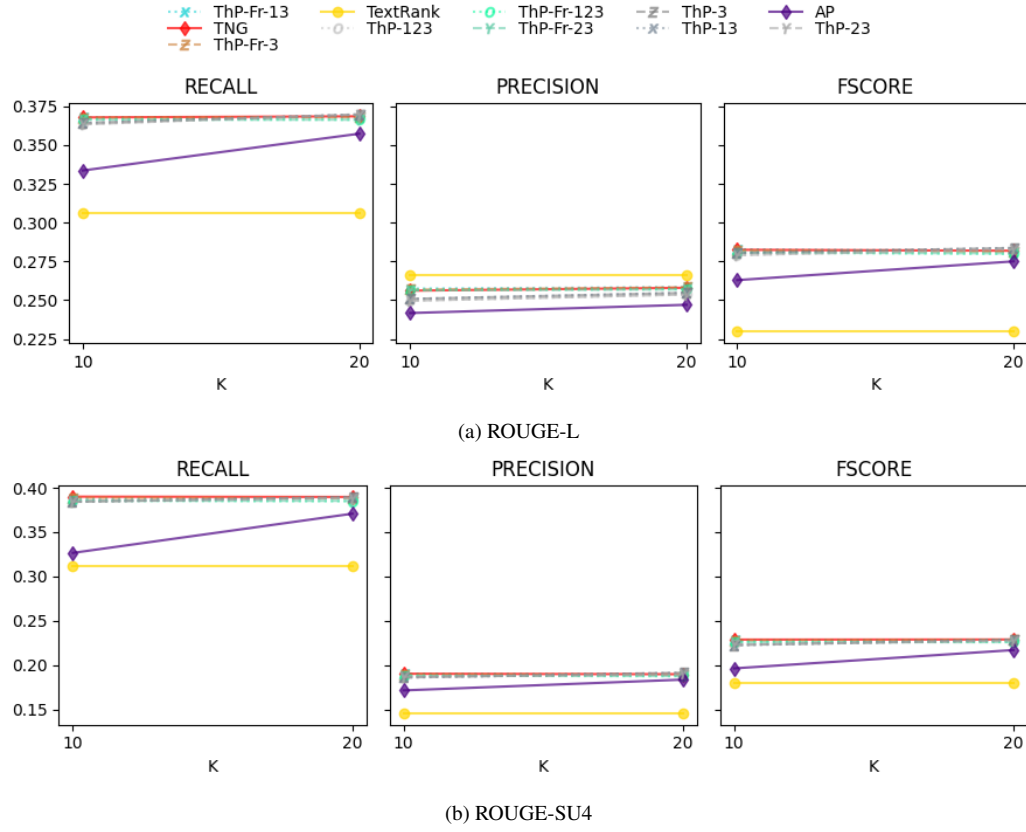 ThP-Fr-13 TextRank ThP-Fr-123 ThP-3 AP
TNG ThP-123 ThP-Fr-23 ThP-13 ThP-23
ThP-Fr-3
RECALL PRECISION FSCORE
0.375
0.350
0.325
0.300
0.275
0.250
0.225
10 20 10 20 10 20
K K K
(a) ROUGE-L
RECALL PRECISION FSCORE
0.40
0.35
0.30
0.25
0.20
0.15
10 20 10 20 10 20
K K K
(b) ROUGE-SU4